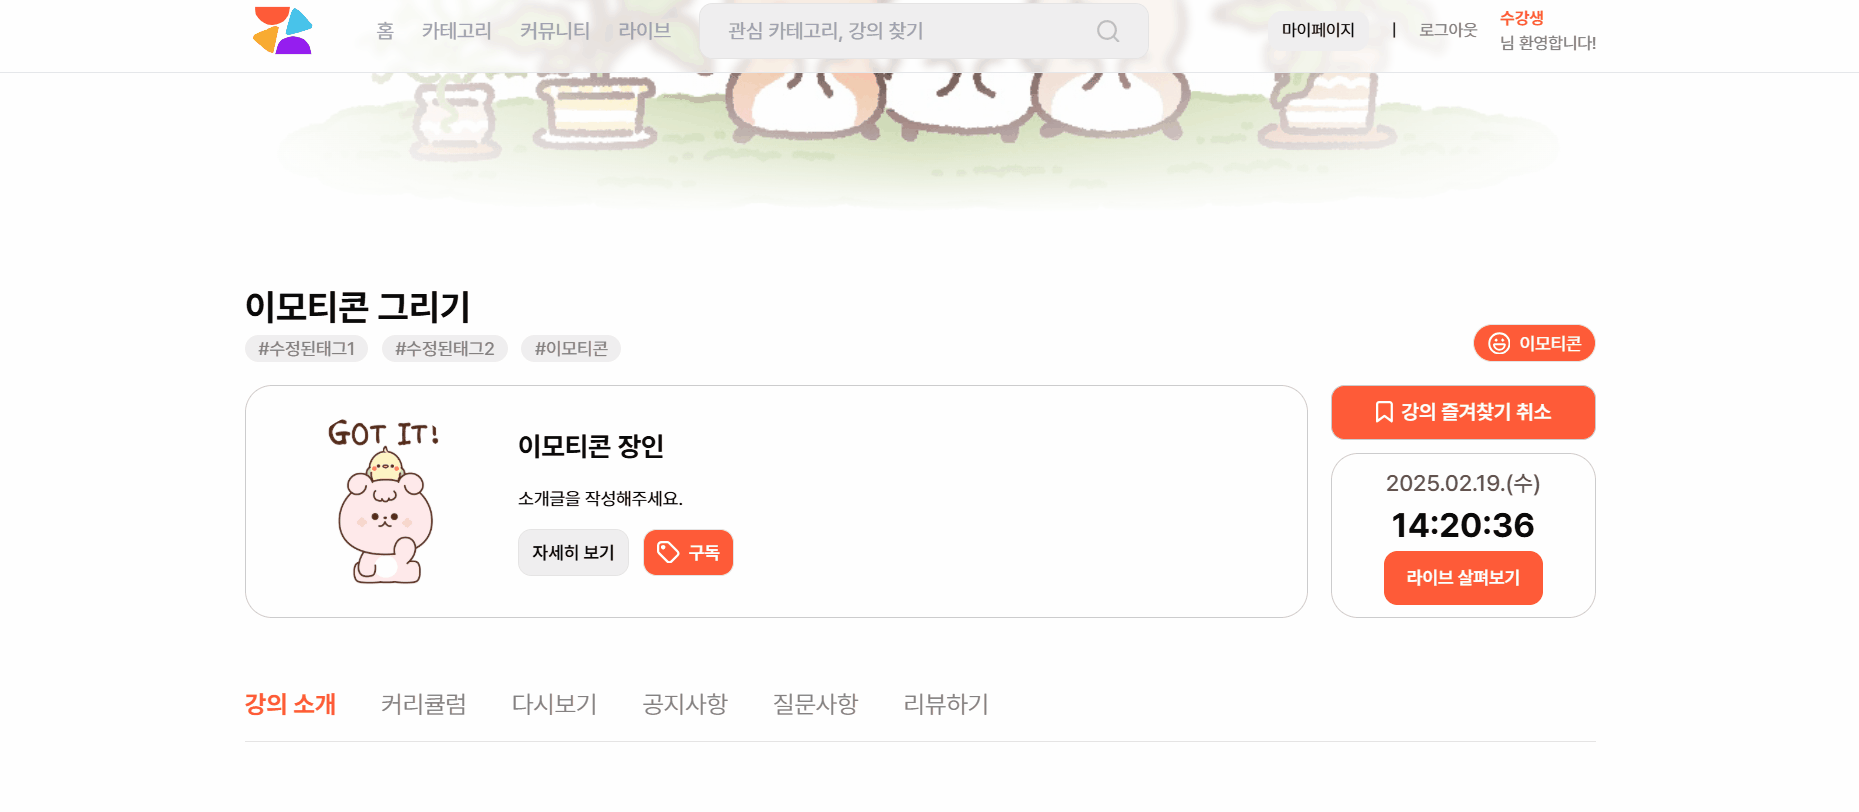 홈 카테고리 커뮤니티 라이브
관심 카테고리, 강의 찾기
마이페이지 | 로그아웃
수강생
님 환영합니다!
이모티콘 그리기
#수정된태그1 #수정된태그2 #이모티콘
이모티콘
GOT IT!
이모티콘 장인
소개글을 작성해주세요.
자세히 보기 구독
강의 즐겨찾기 취소
2025.02.19.(수)
14:20:36
라이브 살펴보기
강의 소개 커리큘럼 다시보기 공지사항 질문사항 리뷰하기